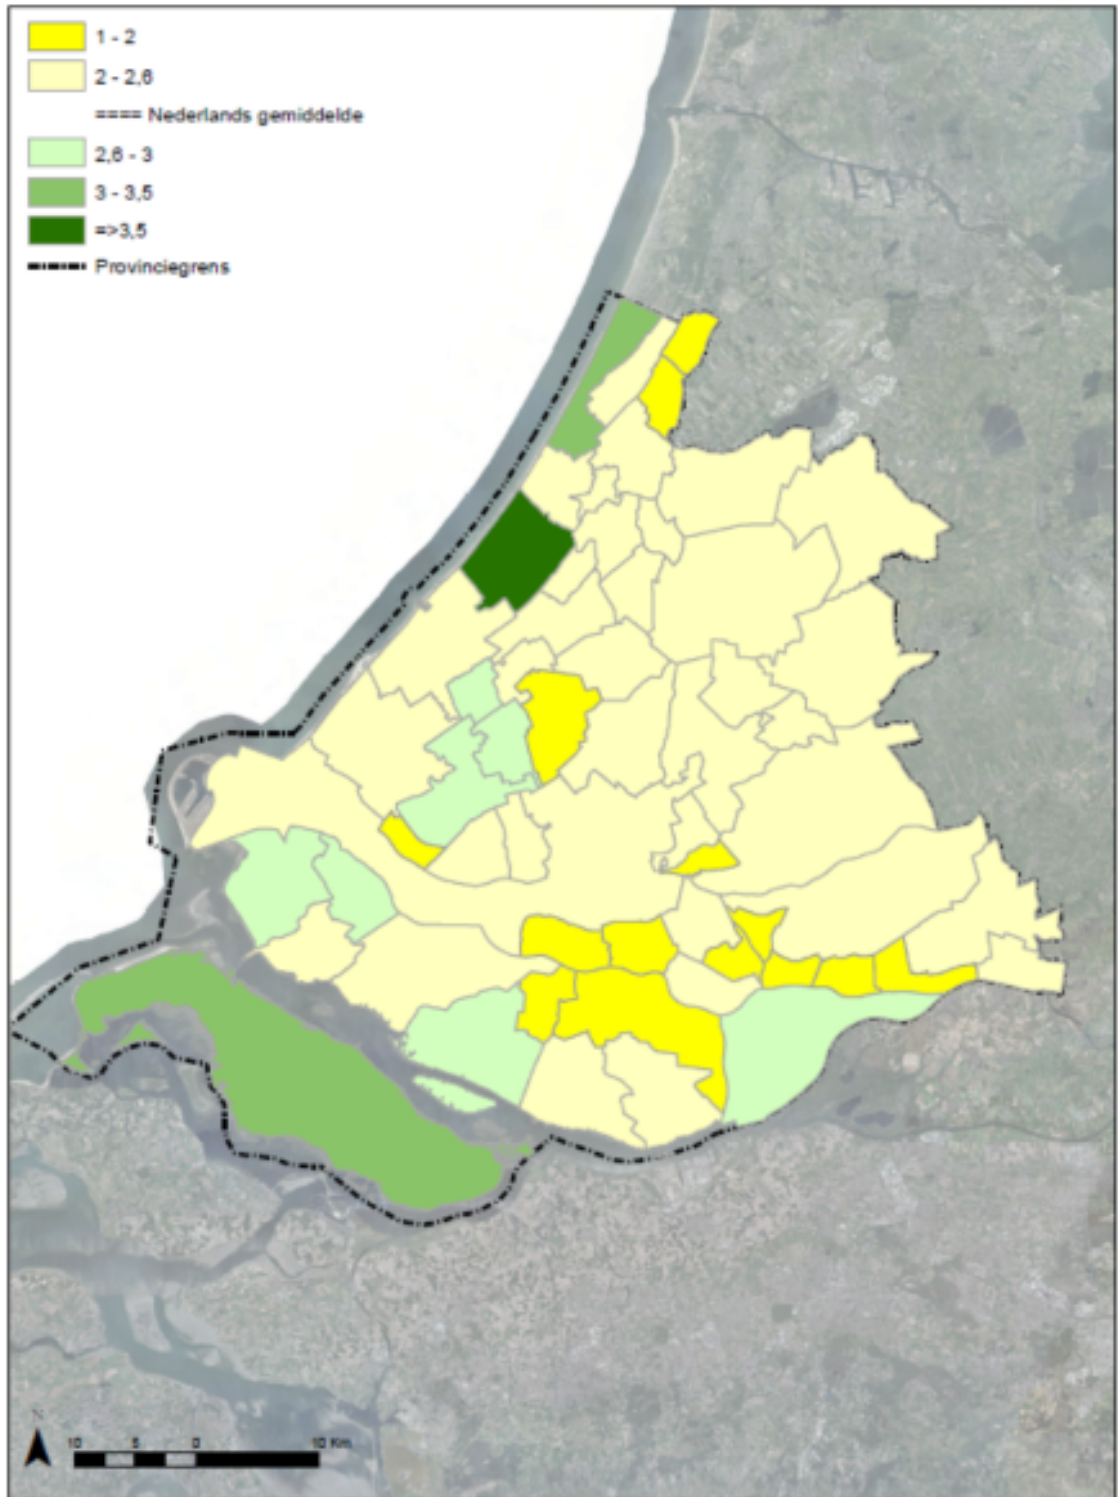 1 - 2
2 - 2,6
==== Nederlands gemiddelde
2,6 - 3
3 - 3,5
=>3,5
Provinciegrens
N
10 5 0 10 Km